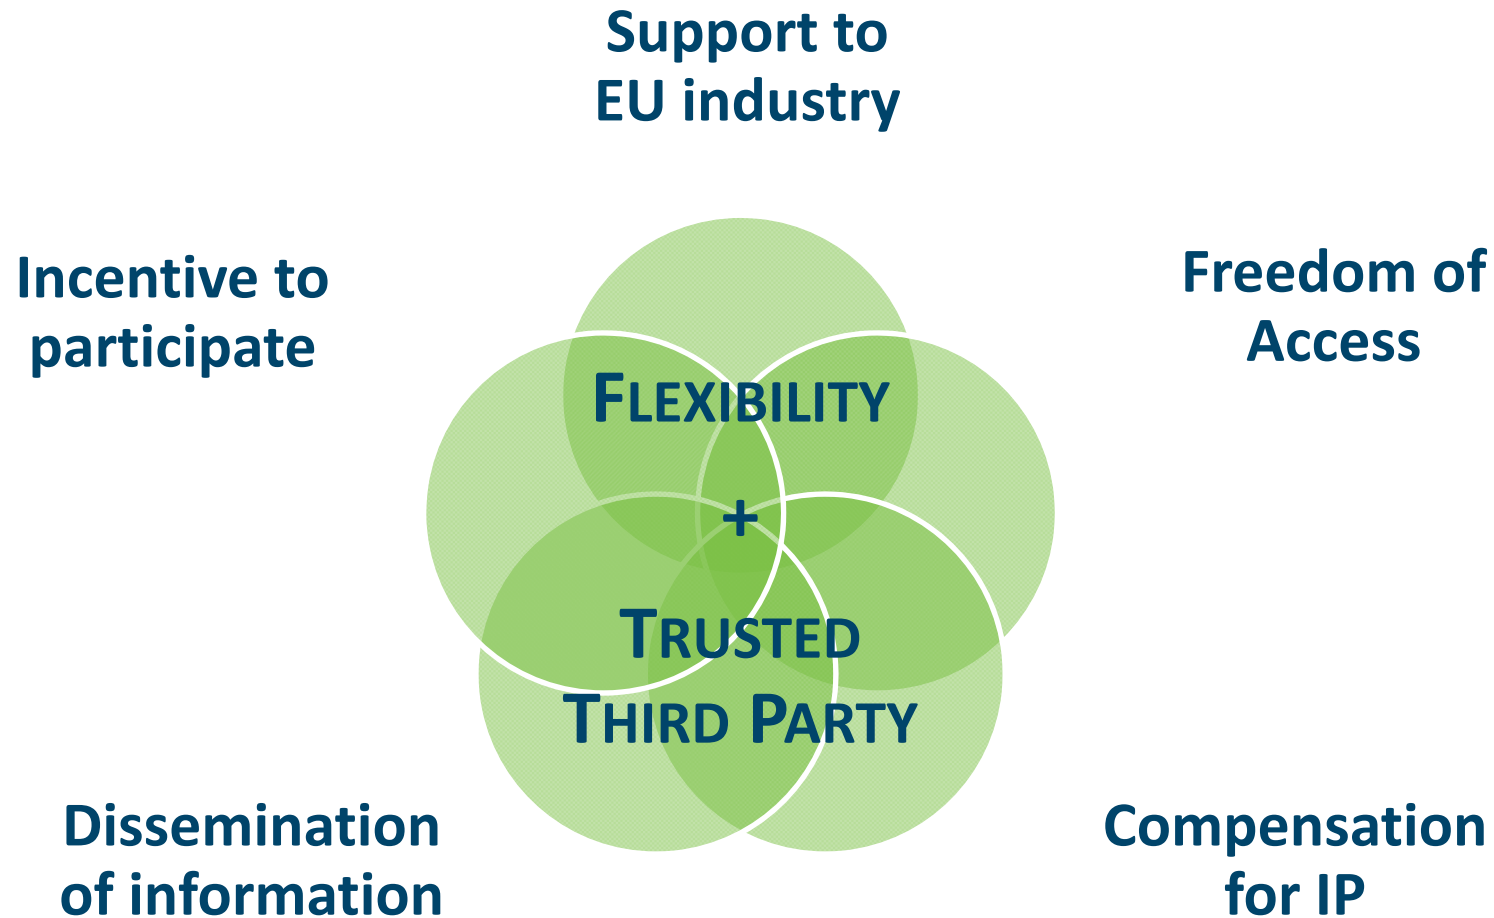 Support to
EU industry
Incentive to
participate
Freedom of
Access
FLEXIBILITY
+
TRUSTED
THIRD PARTY
Dissemination
of information
Compensation
for IP